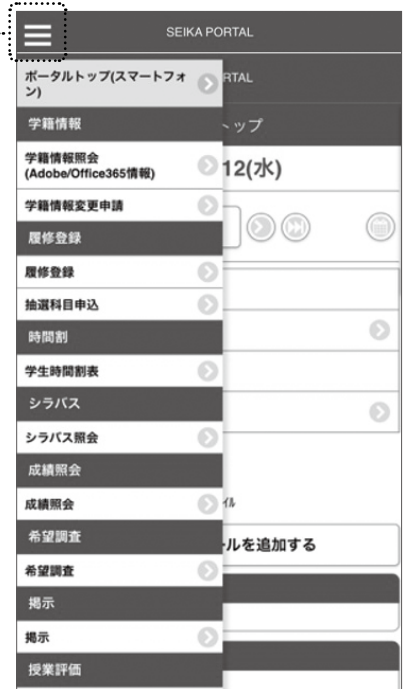 SEIKA PORTAL
ポータルトップ(スマートフォ
ン)
RTAL
学籍情報
トップ
学籍情報照会
(Adobe/Office365情報)
12(水)
学籍情報変更申請
履修登録
履修登録
抽選科目申込
時間割
学生時間割表
シラバス
シラバス照会
成績照会
成績照会
イル
希望調査
ールを追加する
希望調査
掲示
掲示
授業評価